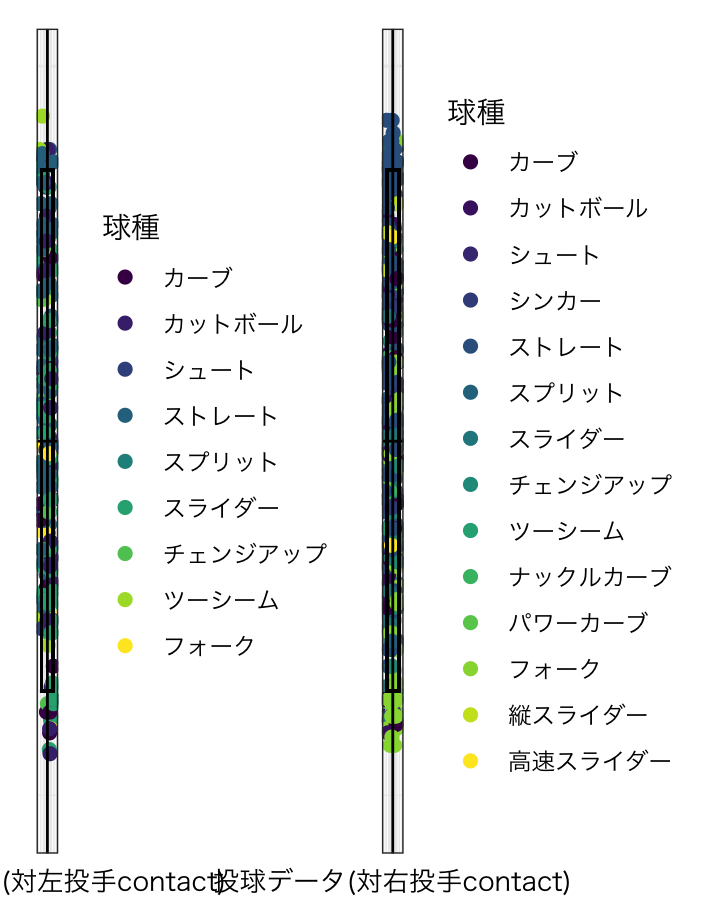 球種
カーブ
カットボール
シュート
ストレート
スプリット
スライダー
チェンジアップ
ツーシーム
フォーク
球種
カーブ
カットボール
シュート
シンカー
ストレート
スプリット
スライダー
チェンジアップ
ツーシーム
ナックルカーブ
パワーカーブ
フォーク
縦スライダー
高速スライダー
(対左投手contact)
投球データ(対右投手contact)